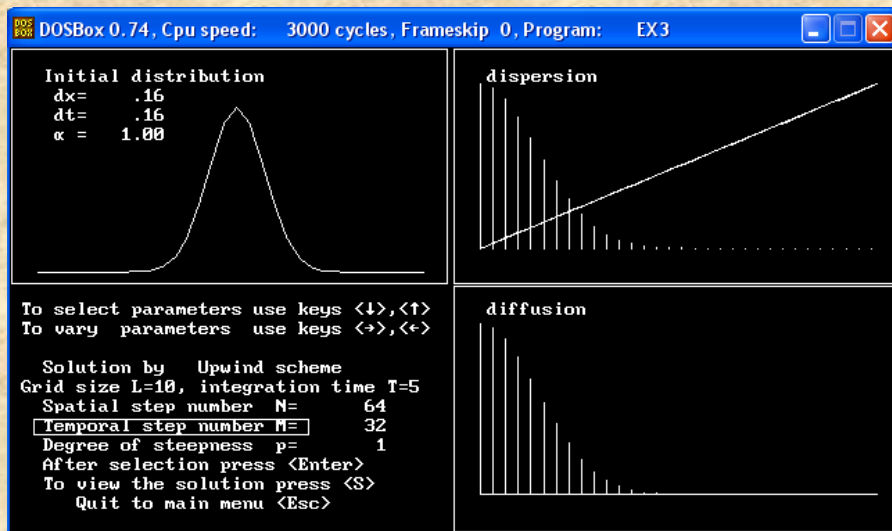 DOS BOX DOSBox 0.74, Cpu speed: 3000 cycles, Frameskip 0, Program: EX3
Initial distribution
dx= .16
dt= .16
α = 1.00
dispersion
To select parameters use keys <↓>,<↑>
To vary parameters use keys <→>,<←>
Solution by Upwind scheme
Grid size L=10, integration time T=5
Spatial step number N= 64
Temporal step number M= 32
Degree of steepness p= 1
After selection press <Enter>
To view the solution press <S>
Quit to main menu <Esc>
diffusion